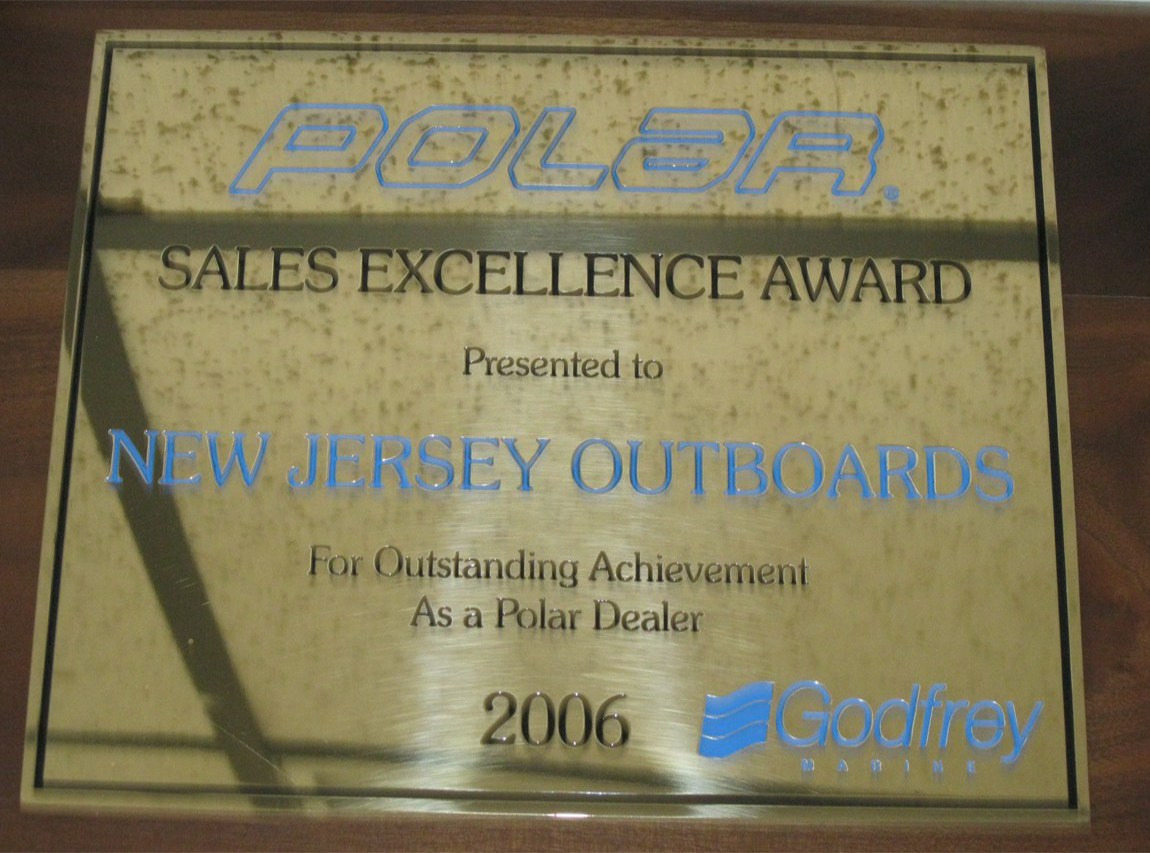 POLAR®
SALES EXCELLENCE AWARD
Presented to
NEW JERSEY OUTBOARDS
For Outstanding Achievement
As a Polar Dealer
2006
Godfrey
MARINE